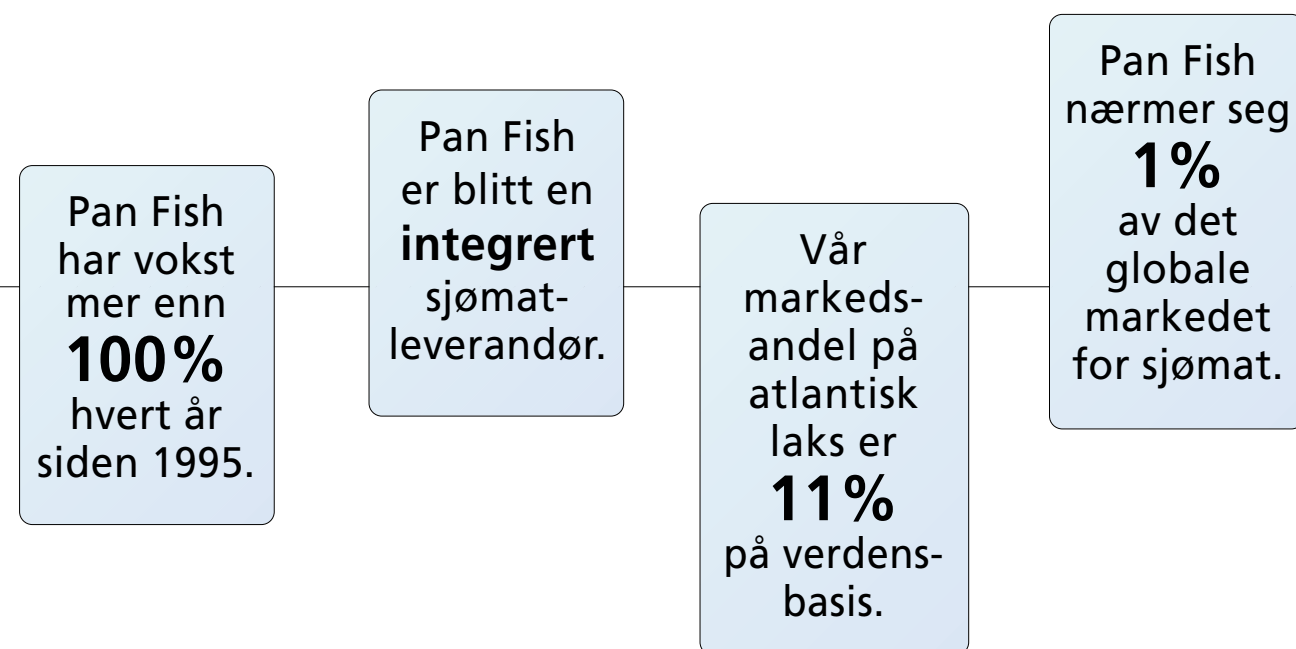 Pan Fish
har vokst
mer enn
100%
hvert år
siden 1995.
Pan Fish
er blitt en
integrert
sjømat-
leverandør.
Vår
markeds-
andel på
atlantisk
laks er
11%
på verdens-
basis.
Pan Fish
nærmer seg
1%
av det
globale
markedet
for sjømat.